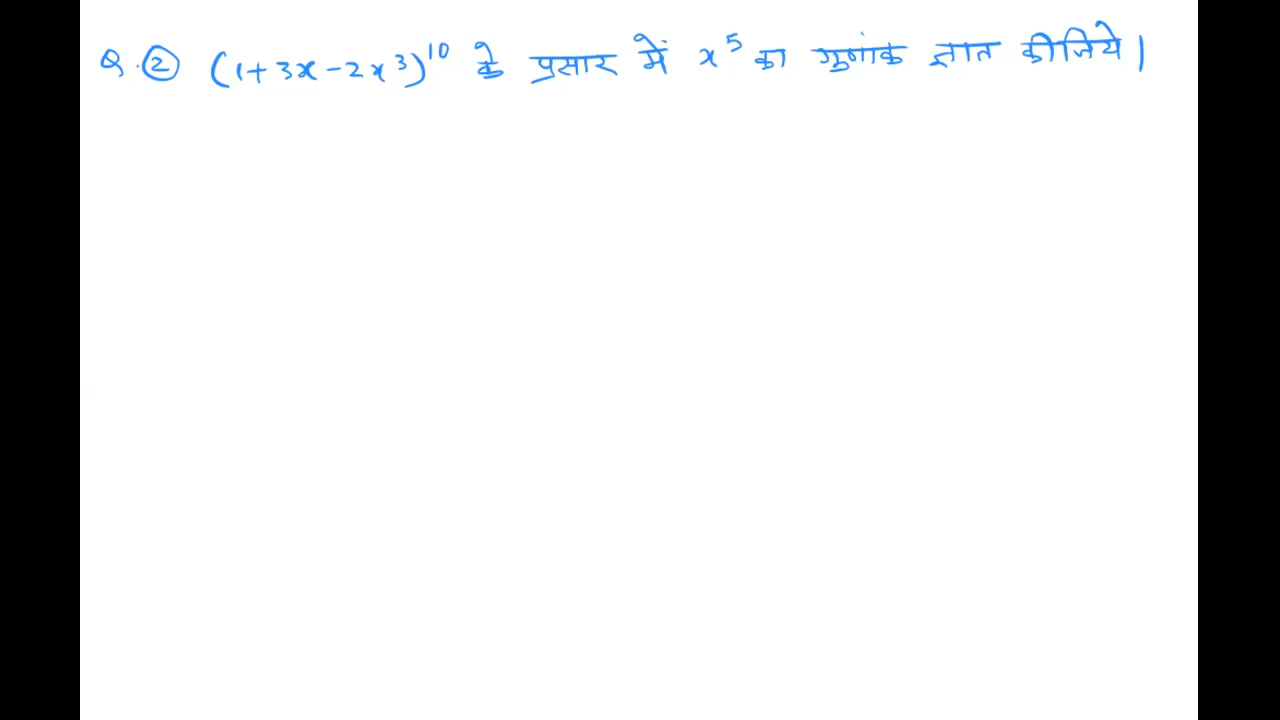 Q.② (1+3x-2x³)¹⁰ के प्रसार में x⁵ का गुणांक ज्ञात कीजिये।